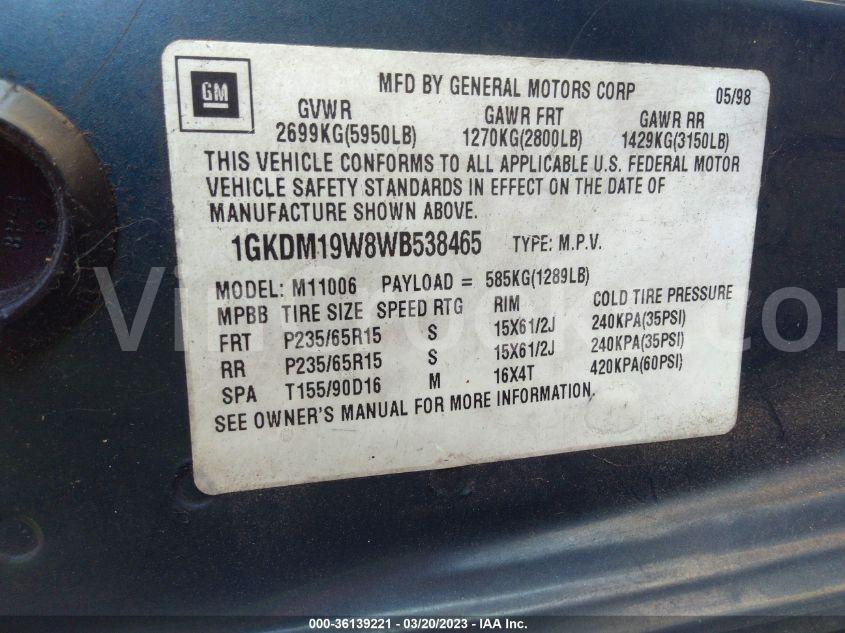 GM
MFD BY GENERAL MOTORS CORP 05/98
GVWR GAWR FRT GAWR RR
2699KG(5950LB) 1270KG(2800LB) 1429KG(3150LB)
THIS VEHICLE CONFORMS TO ALL APPLICABLE U.S. FEDERAL MOTOR
VEHICLE SAFETY STANDARDS IN EFFECT ON THE DATE OF
MANUFACTURE SHOWN ABOVE.
1GKDM19W8WB538465 TYPE: M.P.V.
MODEL: M11006 PAYLOAD = 585KG(1289LB)
MPBB TIRE SIZE SPEED RTG RIM COLD TIRE PRESSURE
FRT P235/65R15 S 15X61/2J 240KPA(35PSI)
RR P235/65R15 S 15X61/2J 240KPA(35PSI)
SPA T155/90D16 M 16X4T 420KPA(60PSI)
SEE OWNER'S MANUAL FOR MORE INFORMATION.
000-36139221 - 03/20/2023 - IAA Inc.